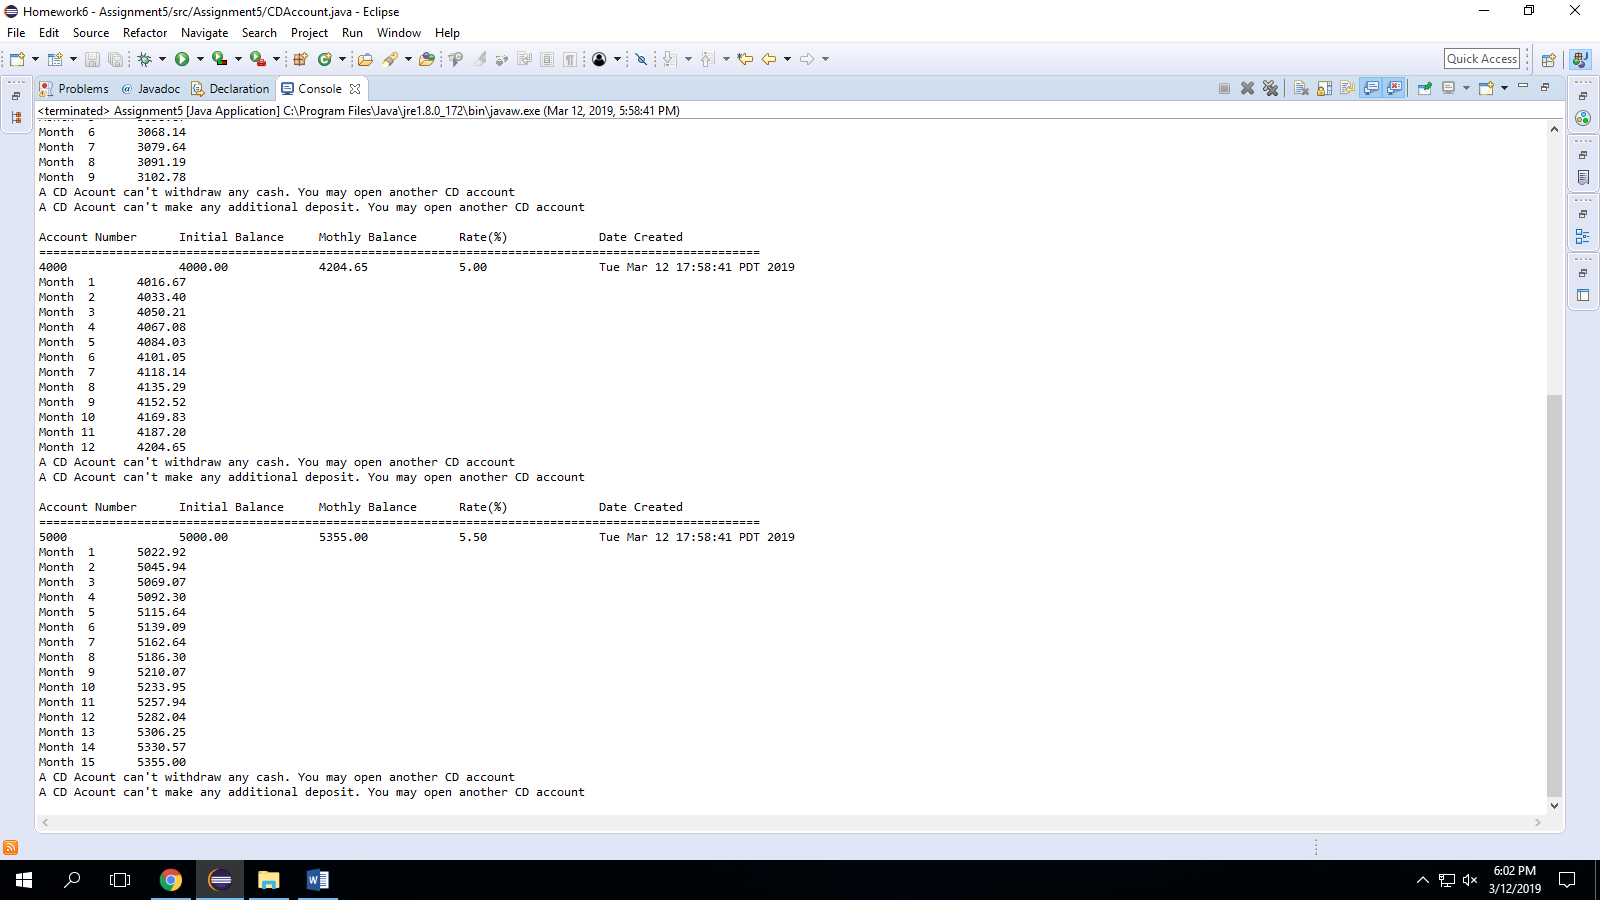 Homework6 - Assignment5/src/Assignment5/CDAccount.java - Eclipse
File Edit Source Refactor Navigate Search Project Run Window Help
Quick Access
Problems @ Javadoc Declaration Console
<terminated> Assignment5 [Java Application] C:\Program Files\Java\jre1.8.0_172\bin\javaw.exe (Mar 12, 2019, 5:58:41 PM)
Month 6 3068.14
Month 7 3079.64
Month 8 3091.19
Month 9 3102.78
A CD Acount can't withdraw any cash. You may open another CD account
A CD Acount can't make any additional deposit. You may open another CD account
Account Number Initial Balance Mothly Balance Rate(%) Date Created
=======================================================================================================
4000 4000.00 4204.65 5.00 Tue Mar 12 17:58:41 PDT 2019
Month 1 4016.67
Month 2 4033.40
Month 3 4050.21
Month 4 4067.08
Month 5 4084.03
Month 6 4101.05
Month 7 4118.14
Month 8 4135.29
Month 9 4152.52
Month 10 4169.83
Month 11 4187.20
Month 12 4204.65
A CD Acount can't withdraw any cash. You may open another CD account
A CD Acount can't make any additional deposit. You may open another CD account
Account Number Initial Balance Mothly Balance Rate(%) Date Created
=======================================================================================================
5000 5000.00 5355.00 5.50 Tue Mar 12 17:58:41 PDT 2019
Month 1 5022.92
Month 2 5045.94
Month 3 5069.07
Month 4 5092.30
Month 5 5115.64
Month 6 5139.09
Month 7 5162.64
Month 8 5186.30
Month 9 5210.07
Month 10 5233.95
Month 11 5257.94
Month 12 5282.04
Month 13 5306.25
Month 14 5330.57
Month 15 5355.00
A CD Acount can't withdraw any cash. You may open another CD account
A CD Acount can't make any additional deposit. You may open another CD account
6:02 PM
3/12/2019